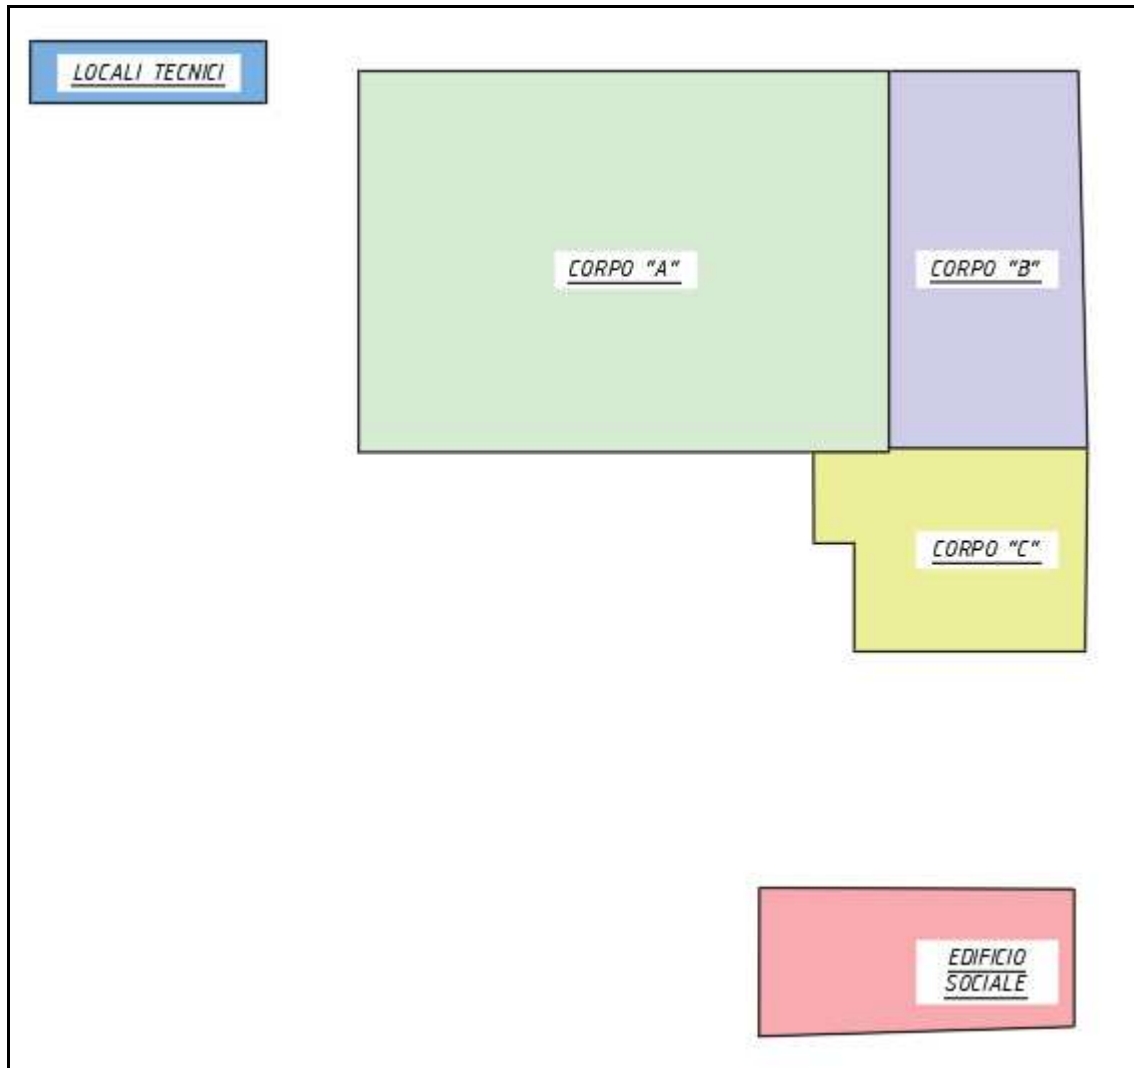 LOCALI TECNICI
CORPO "A"
CORPO "B"
CORPO "C"
EDIFICIO
SOCIALE